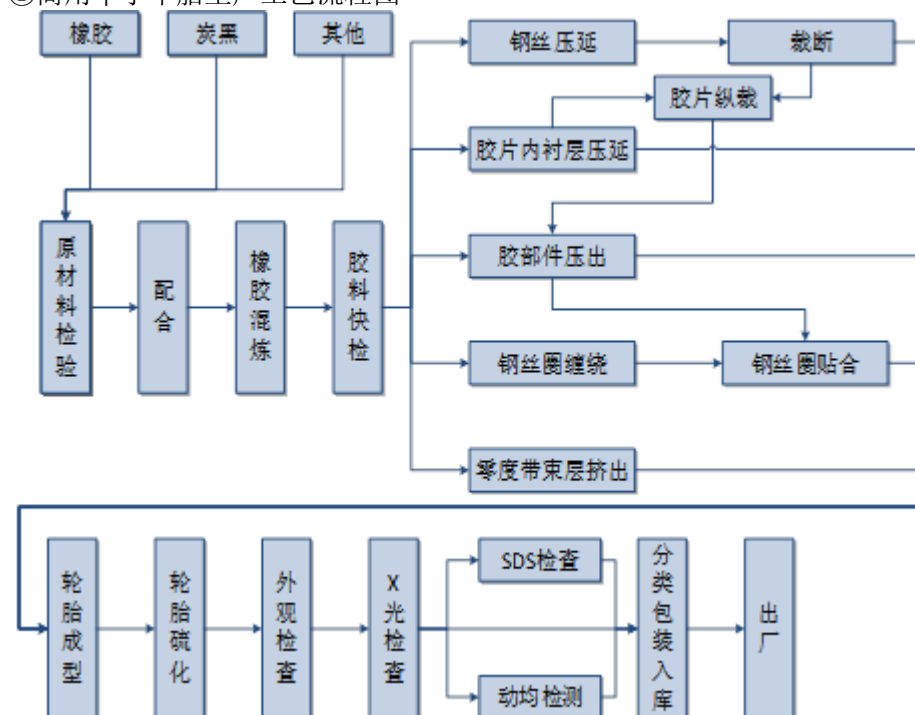 橡胶
炭黑
其他
钢丝压延
裁断
胶片纵裁
胶片内衬层压延
原材料检验
配合
橡胶混炼
胶料快检
胶部件压出
钢丝圈缠绕
钢丝圈贴合
零度带束层挤出
轮胎成型
轮胎硫化
外观检查
X光检查
SDS检查
动均检测
分类包装入库
出厂